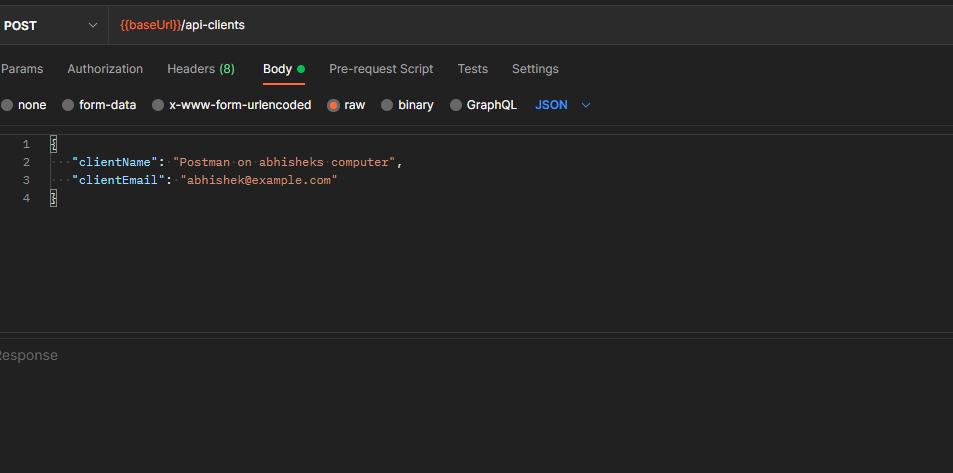 POST {{baseUrl}}/api-clients
Params Authorization Headers (8) Body Pre-request Script Tests Settings
none form-data x-www-form-urlencoded raw binary GraphQL JSON
1 {
2 "clientName": "Postman on abhisheks computer",
3 "clientEmail": "abhishek@example.com"
4 }
Response